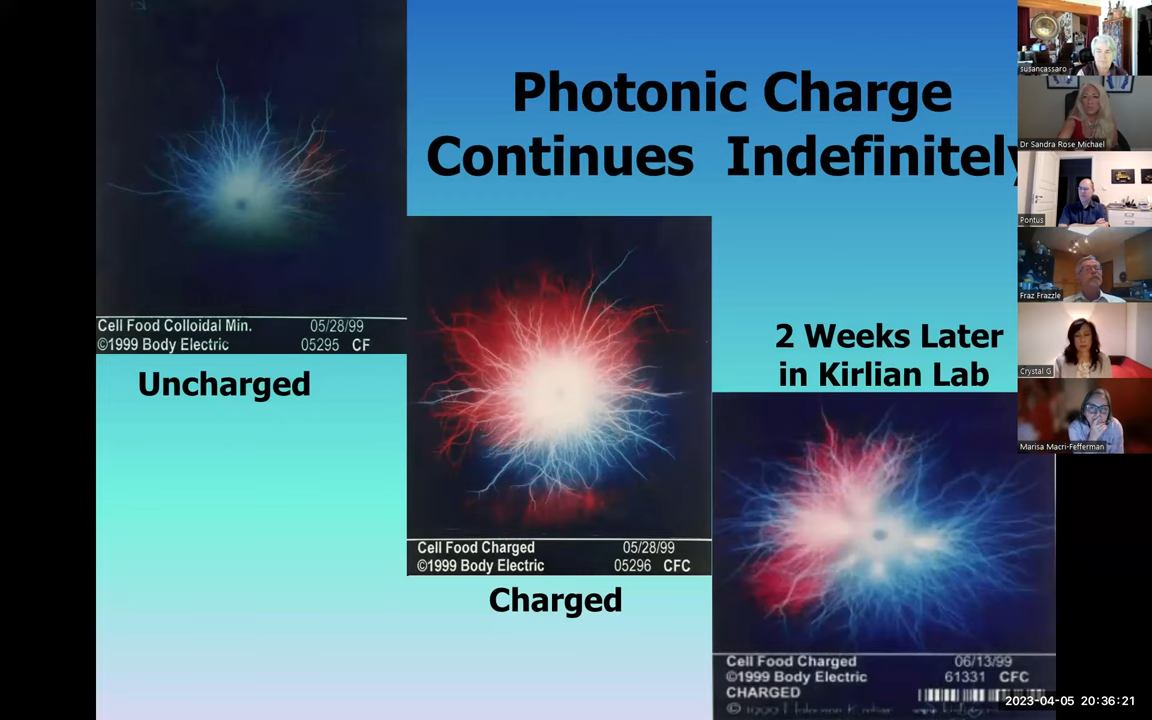 Photonic Charge
Continues Indefinitely
Cell Food Colloidal Min. 05/28/99
©1999 Body Electric 05295 CF
Uncharged
Cell Food Charged 05/28/99
©1999 Body Electric 05296 CFC
Charged
2 Weeks Later
in Kirlian Lab
Cell Food Charged 06/13/99
©1999 Body Electric 61331 CFC
CHARGED
susancassaro
Dr Sandra Rose Michael
Pontus
Fraz Frazzle
Crystal G
Marisa Macri-Fefferman
2023-04-05 20:36:21